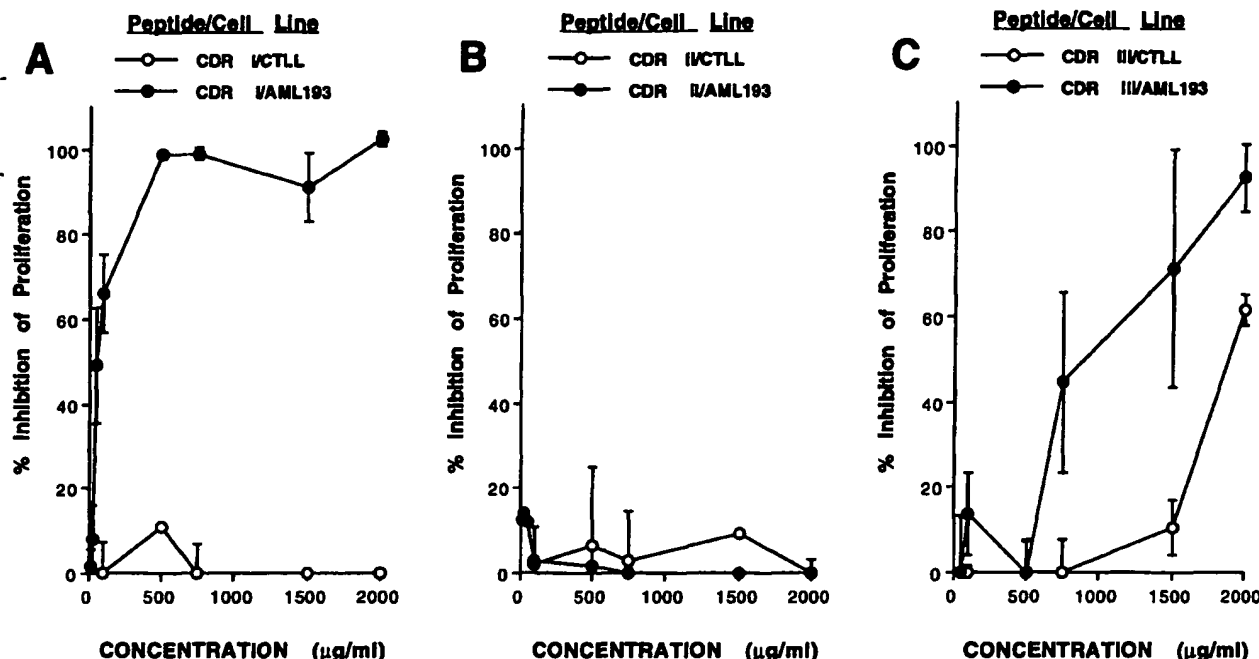 A
Peptide/Cell Line
CDR I/CTLL
CDR I/AML193
% Inhibition of Proliferation
100
80
60
40
20
0
0 500 1000 1500 2000
CONCENTRATION (µg/ml)
B
Peptide/Cell Line
CDR II/CTLL
CDR II/AML193
% Inhibition of Proliferation
100
80
60
40
20
0
0 500 1000 1500 2000
CONCENTRATION (µg/ml)
C
Peptide/Cell Line
CDR III/CTLL
CDR III/AML193
% Inhibition of Proliferation
100
80
60
40
20
0
0 500 1000 1500 2000
CONCENTRATION (µg/ml)